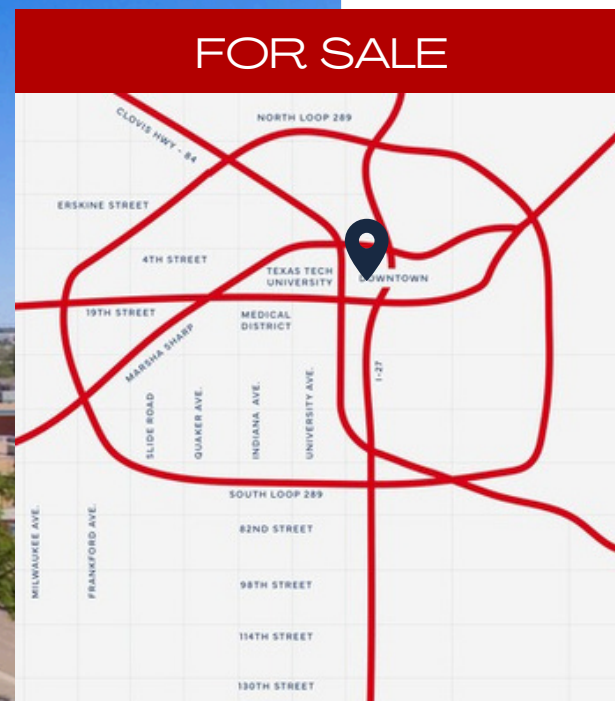 FOR SALE
NORTH LOOP 289
CLOVIS HWY - 84
ERSKINE STREET
4TH STREET
TEXAS TECH
UNIVERSITY
DOWNTOWN
19TH STREET
MEDICAL
DISTRICT
MARSHA SHARP
I-27
SLIDE ROAD
QUAKER AVE.
INDIANA AVE.
UNIVERSITY AVE.
SOUTH LOOP 289
MILWAUKEE AVE.
FRANKFORD AVE.
82ND STREET
98TH STREET
114TH STREET
130TH STREET